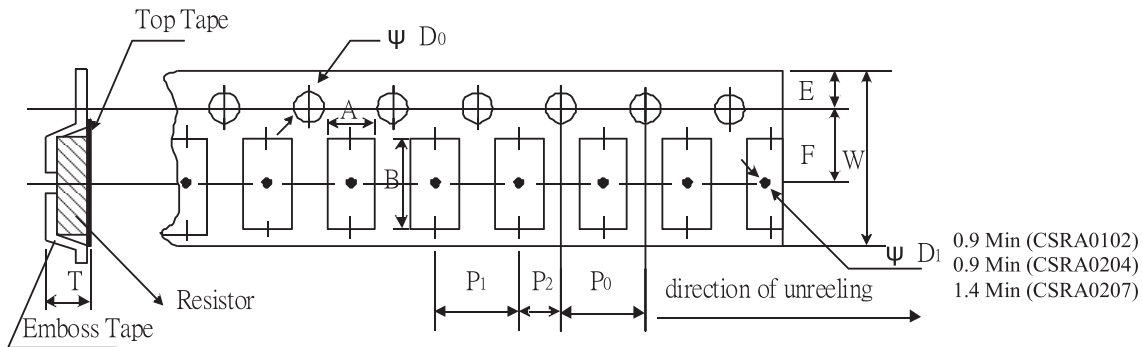 Top Tape
Ψ D0
E
A
F
W
B
Ψ D1
0.9 Min (CSRA0102)
0.9 Min (CSRA0204)
1.4 Min (CSRA0207)
T
Resistor
P1
P2
P0
direction of unreeling
Emboss Tape